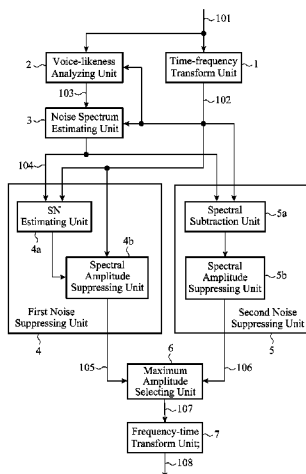 101
Voice-likeness
Analyzing Unit
2
Time-frequency
Transform Unit
1
103
102
Noise Spectrum
Estimating Unit
3
104
SN
Estimating Unit
4a
4b
Spectral
Amplitude
Suppressing Unit
First Noise
Suppressing Unit
4
Spectral
Subtraction Unit
5a
Spectral
Amplitude
Suppressing Unit
5b
Second Noise
Suppressing Unit
5
105
6
106
Maximum
Amplitude
Selecting Unit
107
Frequency-time
Transform Unit;
7
108